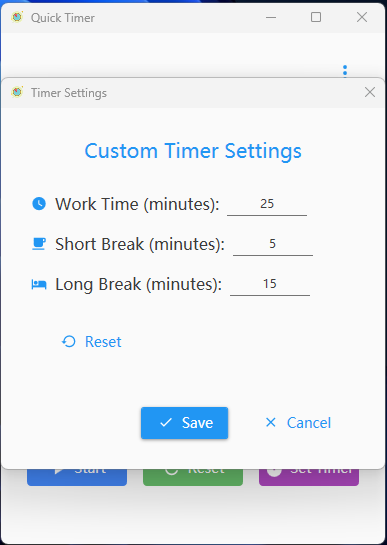 Quick Timer
Timer Settings
Custom Timer Settings
Work Time (minutes): 25
Short Break (minutes): 5
Long Break (minutes): 15
Reset
Save Cancel
Start Reset Set Timer